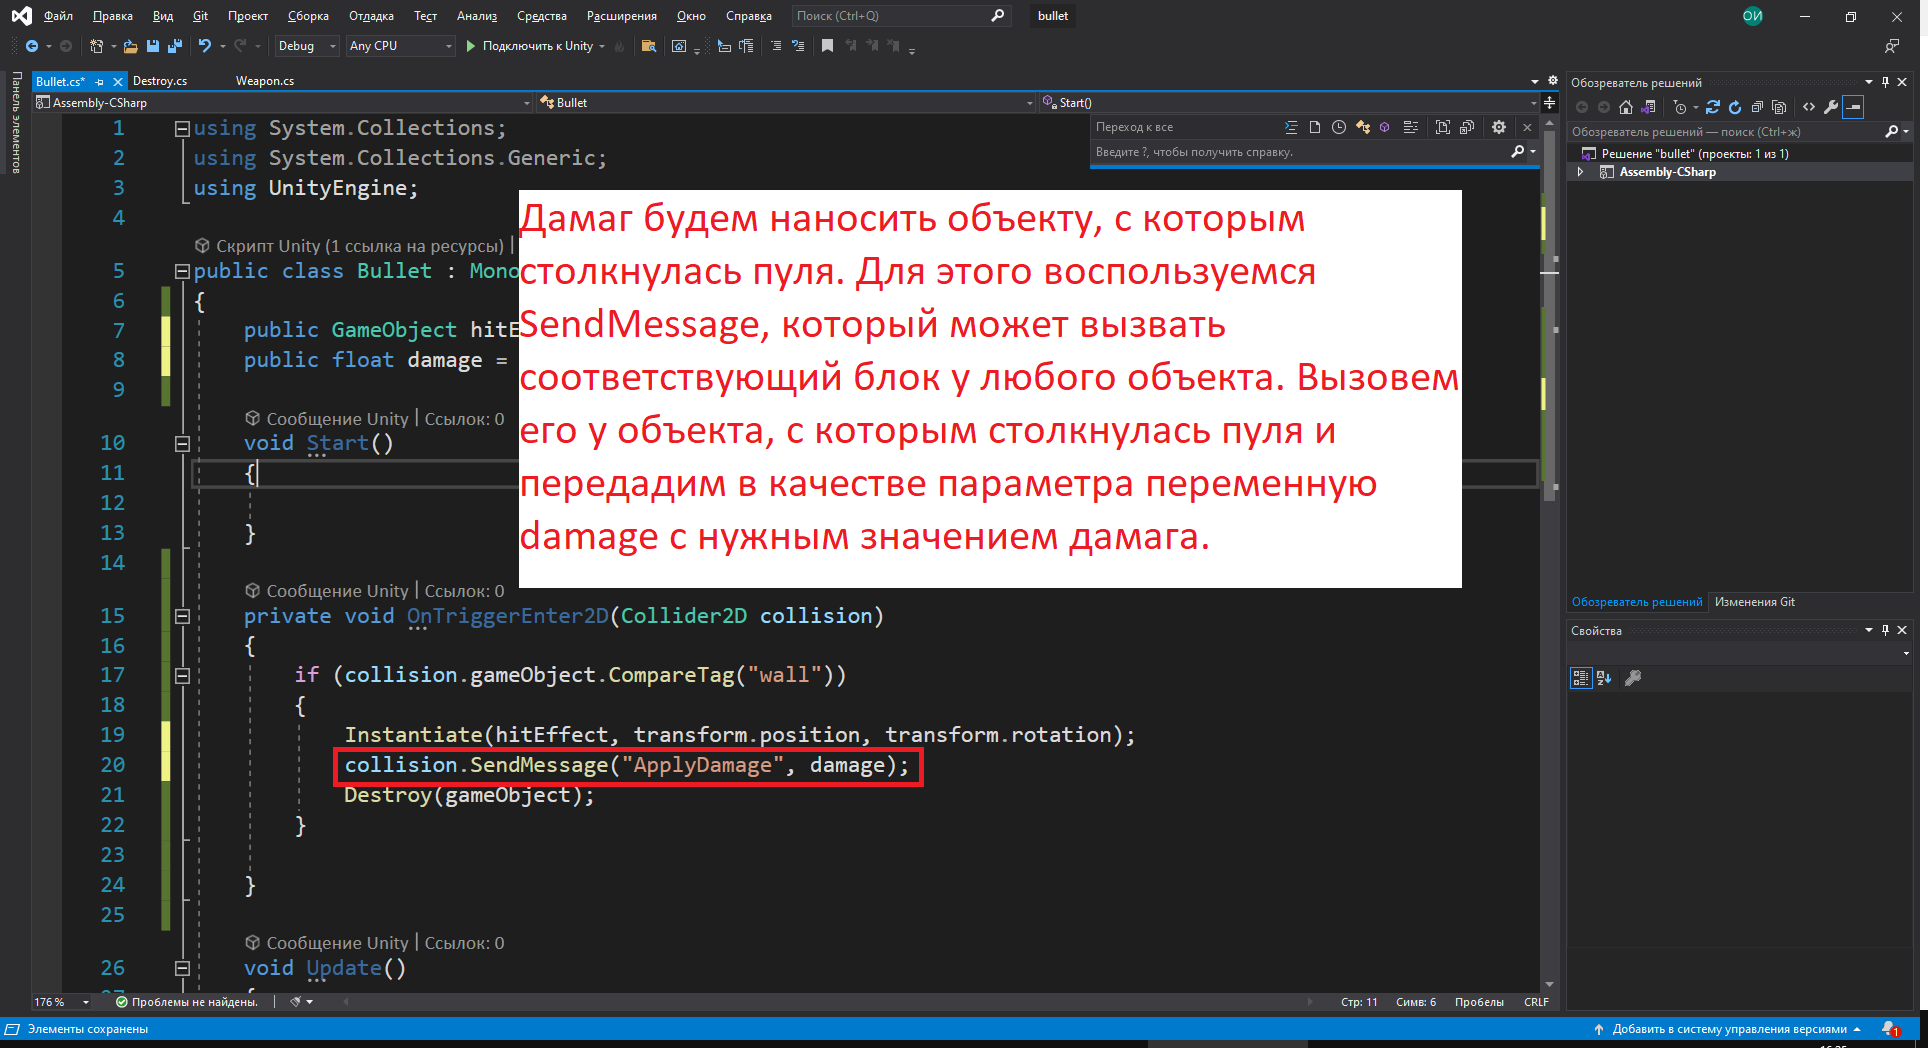 Файл Правка Вид Git Проект Сборка Отладка Тест Анализ Средства Расширения Окно Справка Поиск (Ctrl+Q) bullet ОИ
Debug Any CPU Подключить к Unity
Панель элементов
Bullet.cs* Destroy.cs Weapon.cs
Assembly-CSharp Bullet Start()
Переход к все
Введите ?, чтобы получить справку.
1 using System.Collections;
2 using System.Collections.Generic;
3 using UnityEngine;
4
Скрипт Unity (1 ссылка на ресурсы) |
5 public class Bullet : Mono
6 {
7 public GameObject hitE
8 public float damage =
9
Сообщение Unity | Ссылок: 0
10 void Start()
11 {
12
13 }
14
Дамаг будем наносить объекту, с которым
столкнулась пуля. Для этого воспользуемся
SendMessage, который может вызвать
соответствующий блок у любого объекта. Вызовем
его у объекта, с которым столкнулась пуля и
передадим в качестве параметра переменную
damage с нужным значением дамага.
Сообщение Unity | Ссылок: 0
15 private void OnTriggerEnter2D(Collider2D collision)
16 {
17 if (collision.gameObject.CompareTag("wall"))
18 {
19 Instantiate(hitEffect, transform.position, transform.rotation);
20 collision.SendMessage("ApplyDamage", damage);
21 Destroy(gameObject);
22 }
23
24 }
25
Сообщение Unity | Ссылок: 0
26 void Update()
176 % Проблемы не найдены. Стр: 11 Симв: 6 Пробелы CRLF
Обозреватель решений
Обозреватель решений — поиск (Ctrl+ж)
Решение "bullet" (проекты: 1 из 1)
Assembly-CSharp
Обозреватель решений Изменения Git
Свойства
Элементы сохранены Добавить в систему управления версиями 1